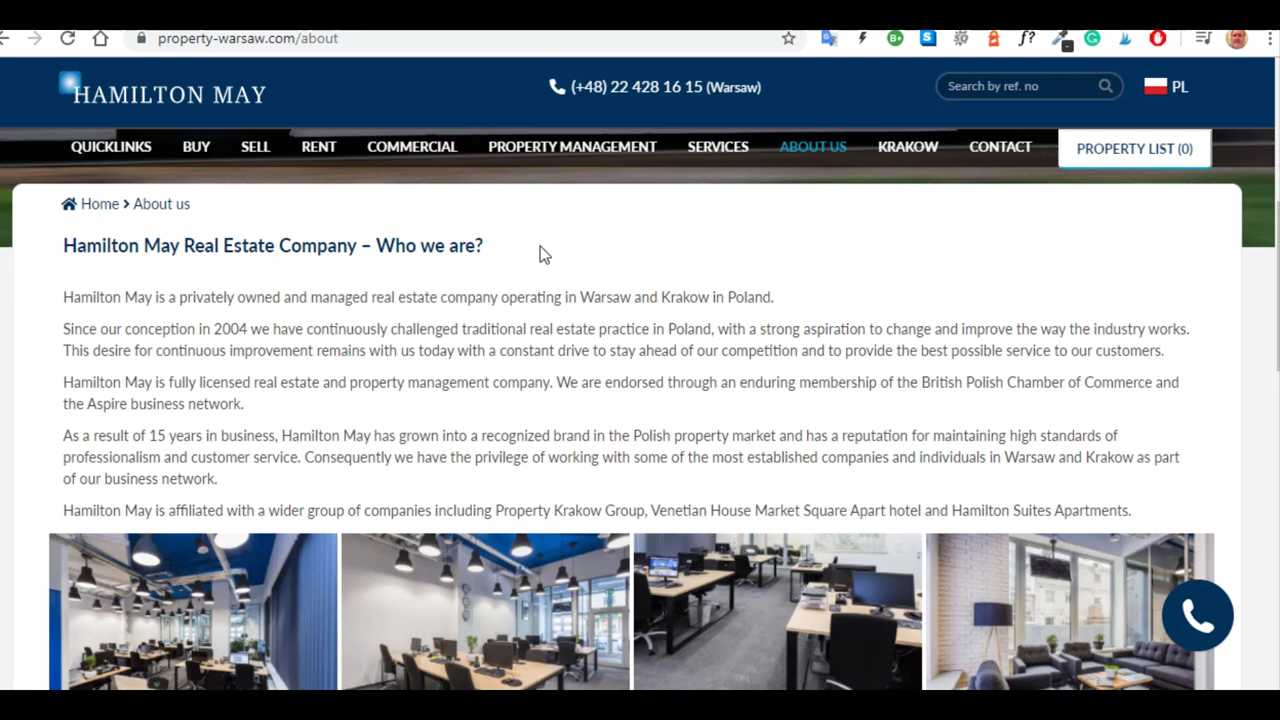 property-warsaw.com/about
f?
HAMILTON MAY
(+48) 22 428 16 15 (Warsaw)
Search by ref. no
PL
QUICKLINKS BUY SELL RENT COMMERCIAL PROPERTY MANAGEMENT SERVICES ABOUT US KRAKOW CONTACT PROPERTY LIST (0)
Home > About us
Hamilton May Real Estate Company – Who we are?
Hamilton May is a privately owned and managed real estate company operating in Warsaw and Krakow in Poland.
Since our conception in 2004 we have continuously challenged traditional real estate practice in Poland, with a strong aspiration to change and improve the way the industry works.
This desire for continuous improvement remains with us today with a constant drive to stay ahead of our competition and to provide the best possible service to our customers.
Hamilton May is fully licensed real estate and property management company. We are endorsed through an enduring membership of the British Polish Chamber of Commerce and
the Aspire business network.
As a result of 15 years in business, Hamilton May has grown into a recognized brand in the Polish property market and has a reputation for maintaining high standards of
professionalism and customer service. Consequently we have the privilege of working with some of the most established companies and individuals in Warsaw and Krakow as part
of our business network.
Hamilton May is affiliated with a wider group of companies including Property Krakow Group, Venetian House Market Square Apart hotel and Hamilton Suites Apartments.